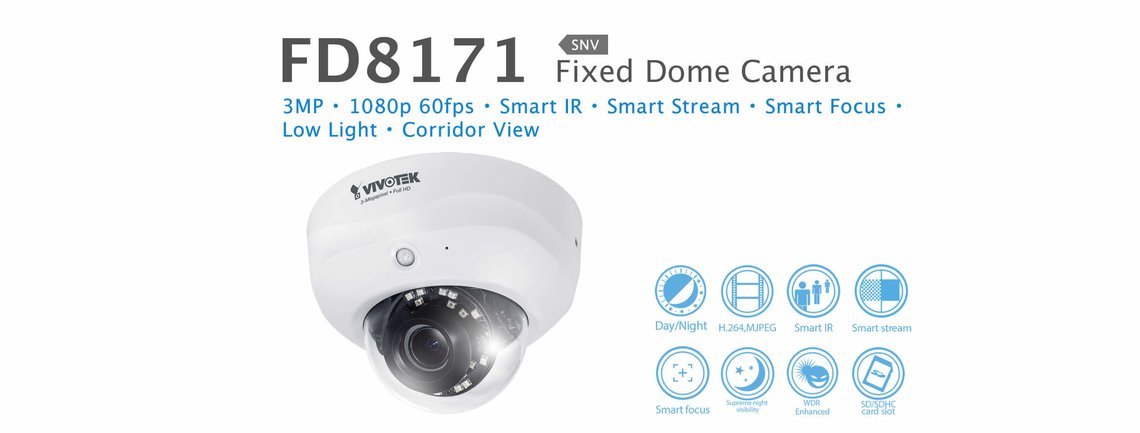 FD8171
SNV
Fixed Dome Camera
3MP • 1080p 60fps • Smart IR • Smart Stream • Smart Focus •
Low Light • Corridor View
VIVOTEK
3-Megapixel • Full HD
Day/Night
H.264,MJPEG
Smart IR
Smart stream
Smart focus
Supreme night
visibility
WDR
Enhanced
SD/SDHC
card slot